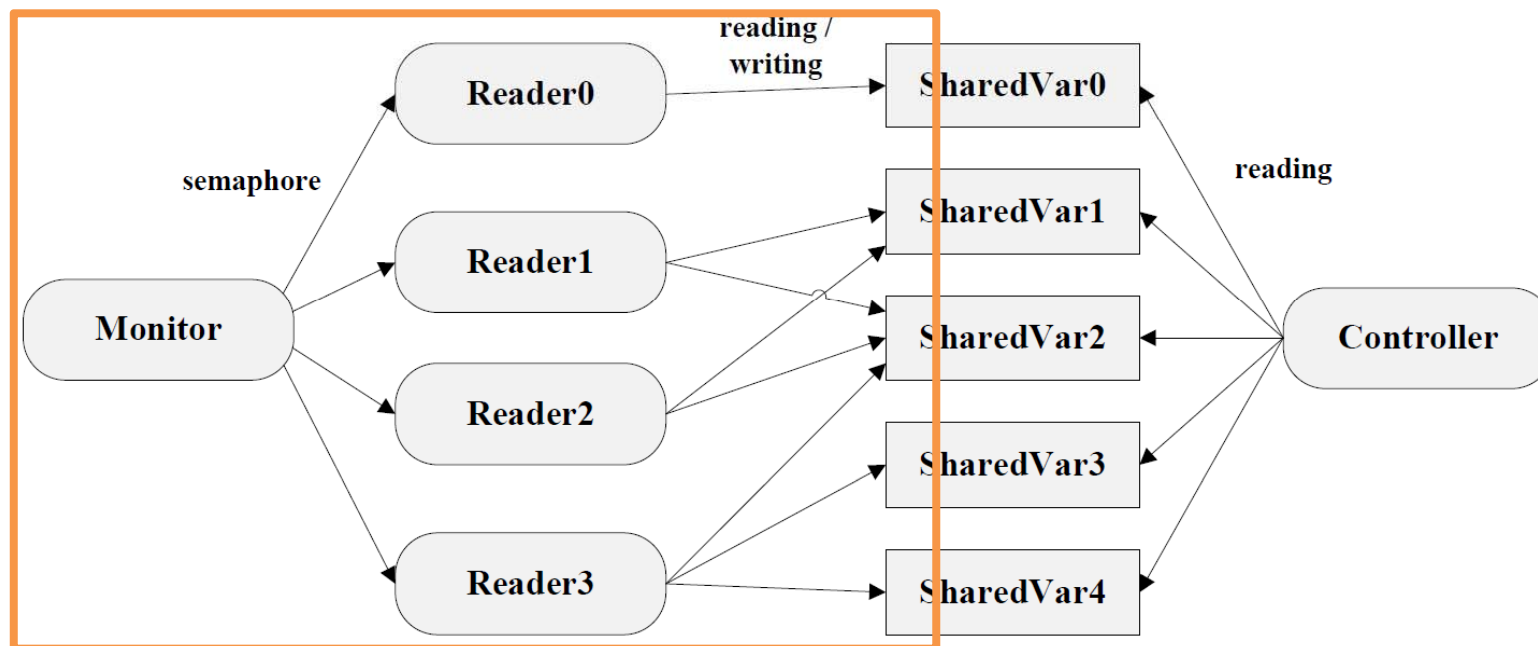 reading /
writing
Reader0
SharedVar0
semaphore
reading
Reader1
SharedVar1
Monitor
SharedVar2
Controller
Reader2
SharedVar3
Reader3
SharedVar4